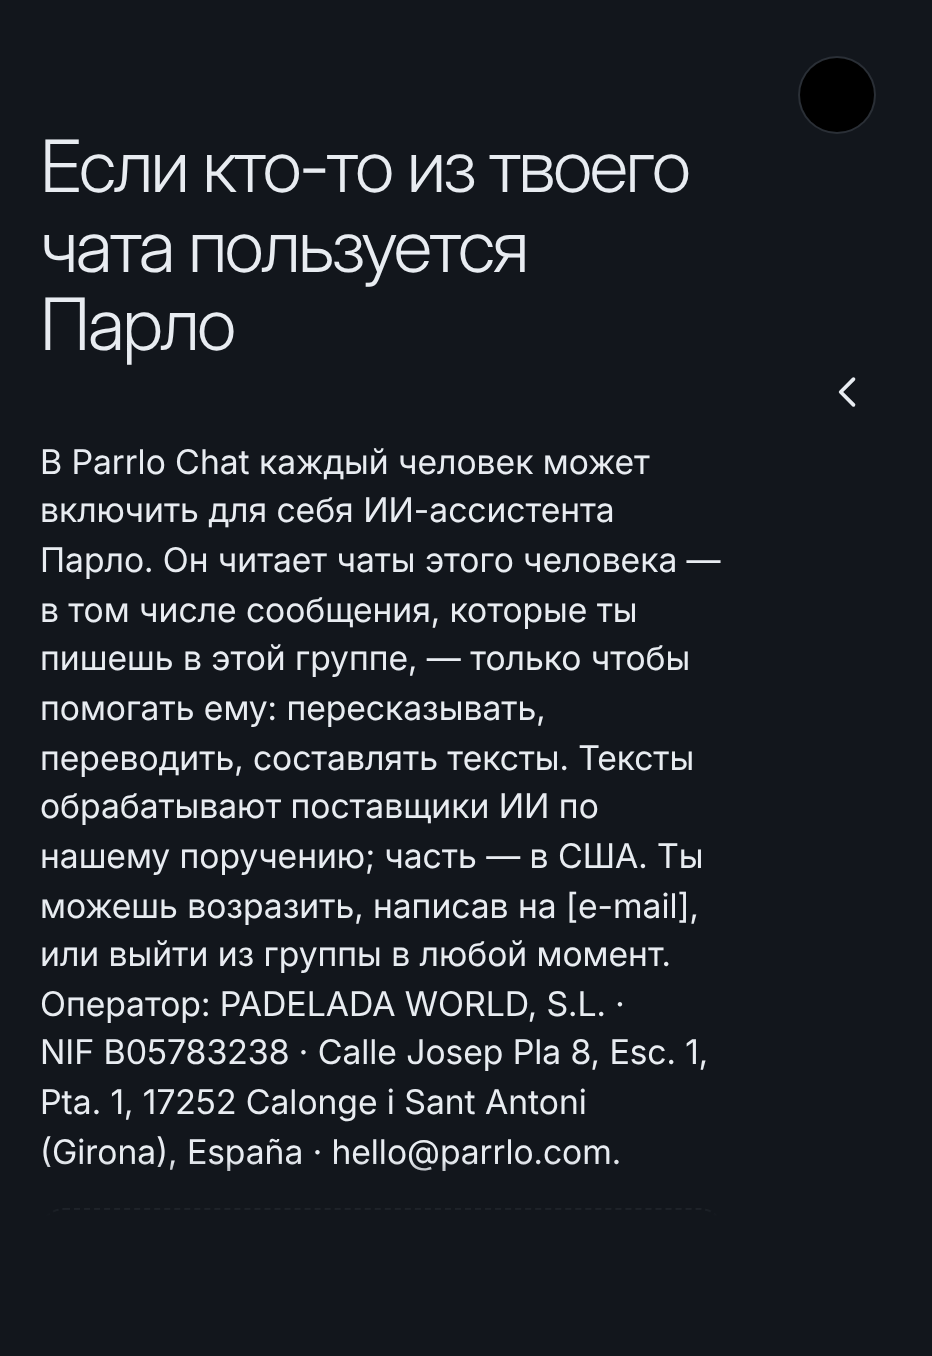 Если кто-то из твоего
чата пользуется
Парло
В Parrlo Chat каждый человек может
включить для себя ИИ-ассистента
Парло. Он читает чаты этого человека —
в том числе сообщения, которые ты
пишешь в этой группе, — только чтобы
помогать ему: пересказывать,
переводить, составлять тексты. Тексты
обрабатывают поставщики ИИ по
нашему поручению; часть — в США. Ты
можешь возразить, написав на [e-mail],
или выйти из группы в любой момент.
Оператор: PADELADA WORLD, S.L. ·
NIF B05783238 · Calle Josep Pla 8, Esc. 1,
Pta. 1, 17252 Calonge i Sant Antoni
(Girona), España · hello@parrlo.com.